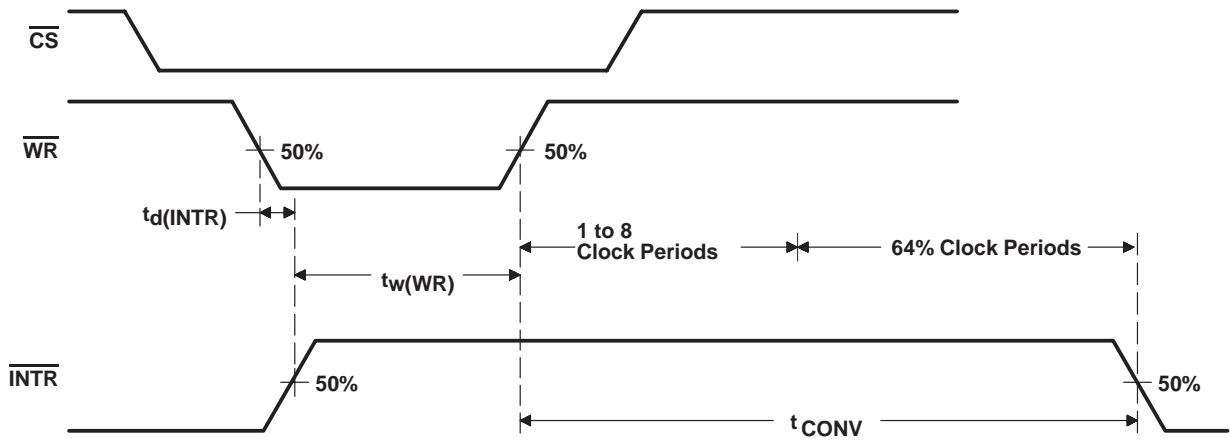 CS
WR
50%
50%
td(INTR)
1 to 8
Clock Periods
64% Clock Periods
tw(WR)
INTR
50%
50%
tCONV